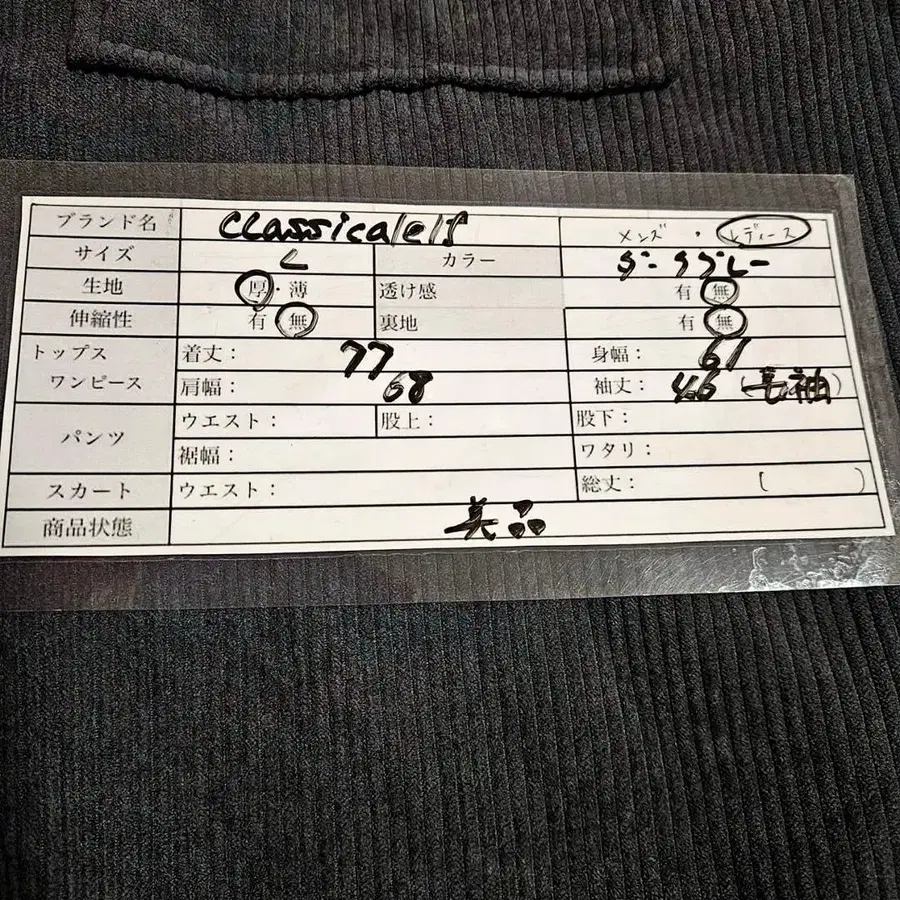 ブランド名 Classicalelf メンズ ・ レディース
サイズ L カラー ダークグレー
生地 厚・薄 透け感 有 無
伸縮性 有 無 裏地 有 無
トップス 着丈： 77 身幅： 61
ワンピース 肩幅： 68 袖丈： 46 (長袖)
パンツ ウエスト： 股上： 股下：
裾幅： ワタリ：
スカート ウエスト： 総丈： ( )
商品状態 美品